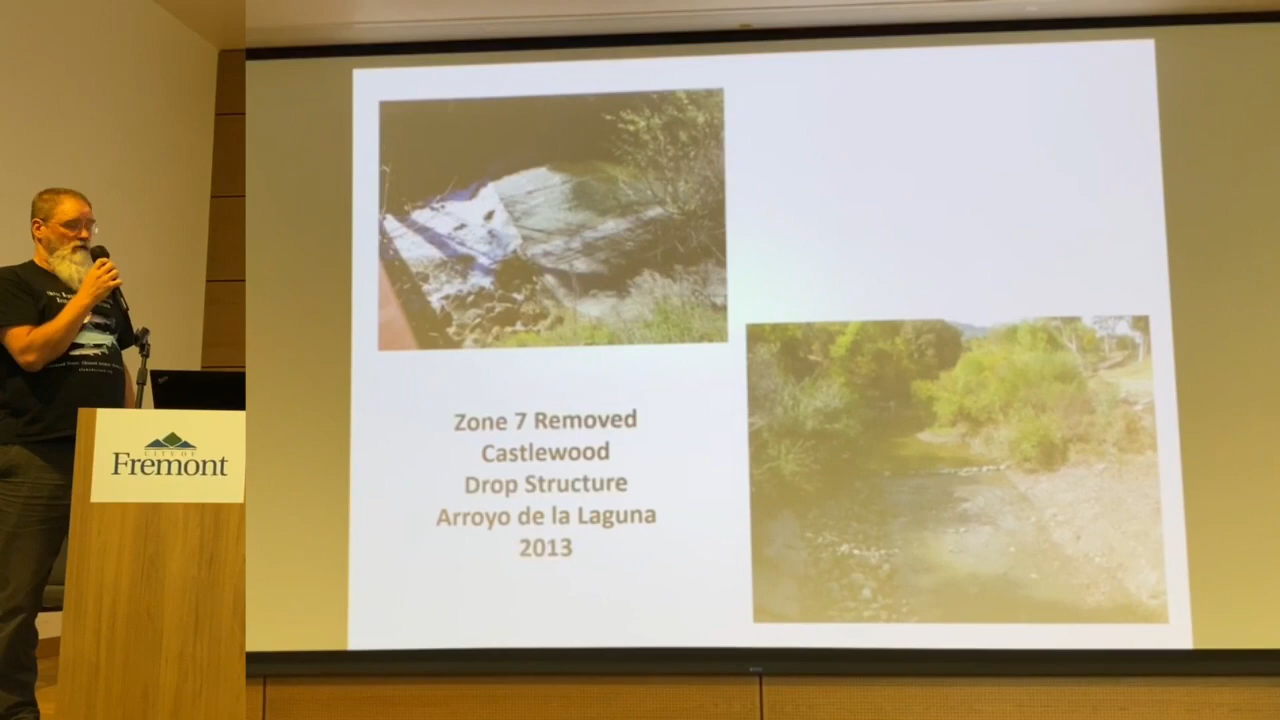 Zone 7 Removed
Castlewood
Drop Structure
Arroyo de la Laguna
2013
CITY OF
Fremont